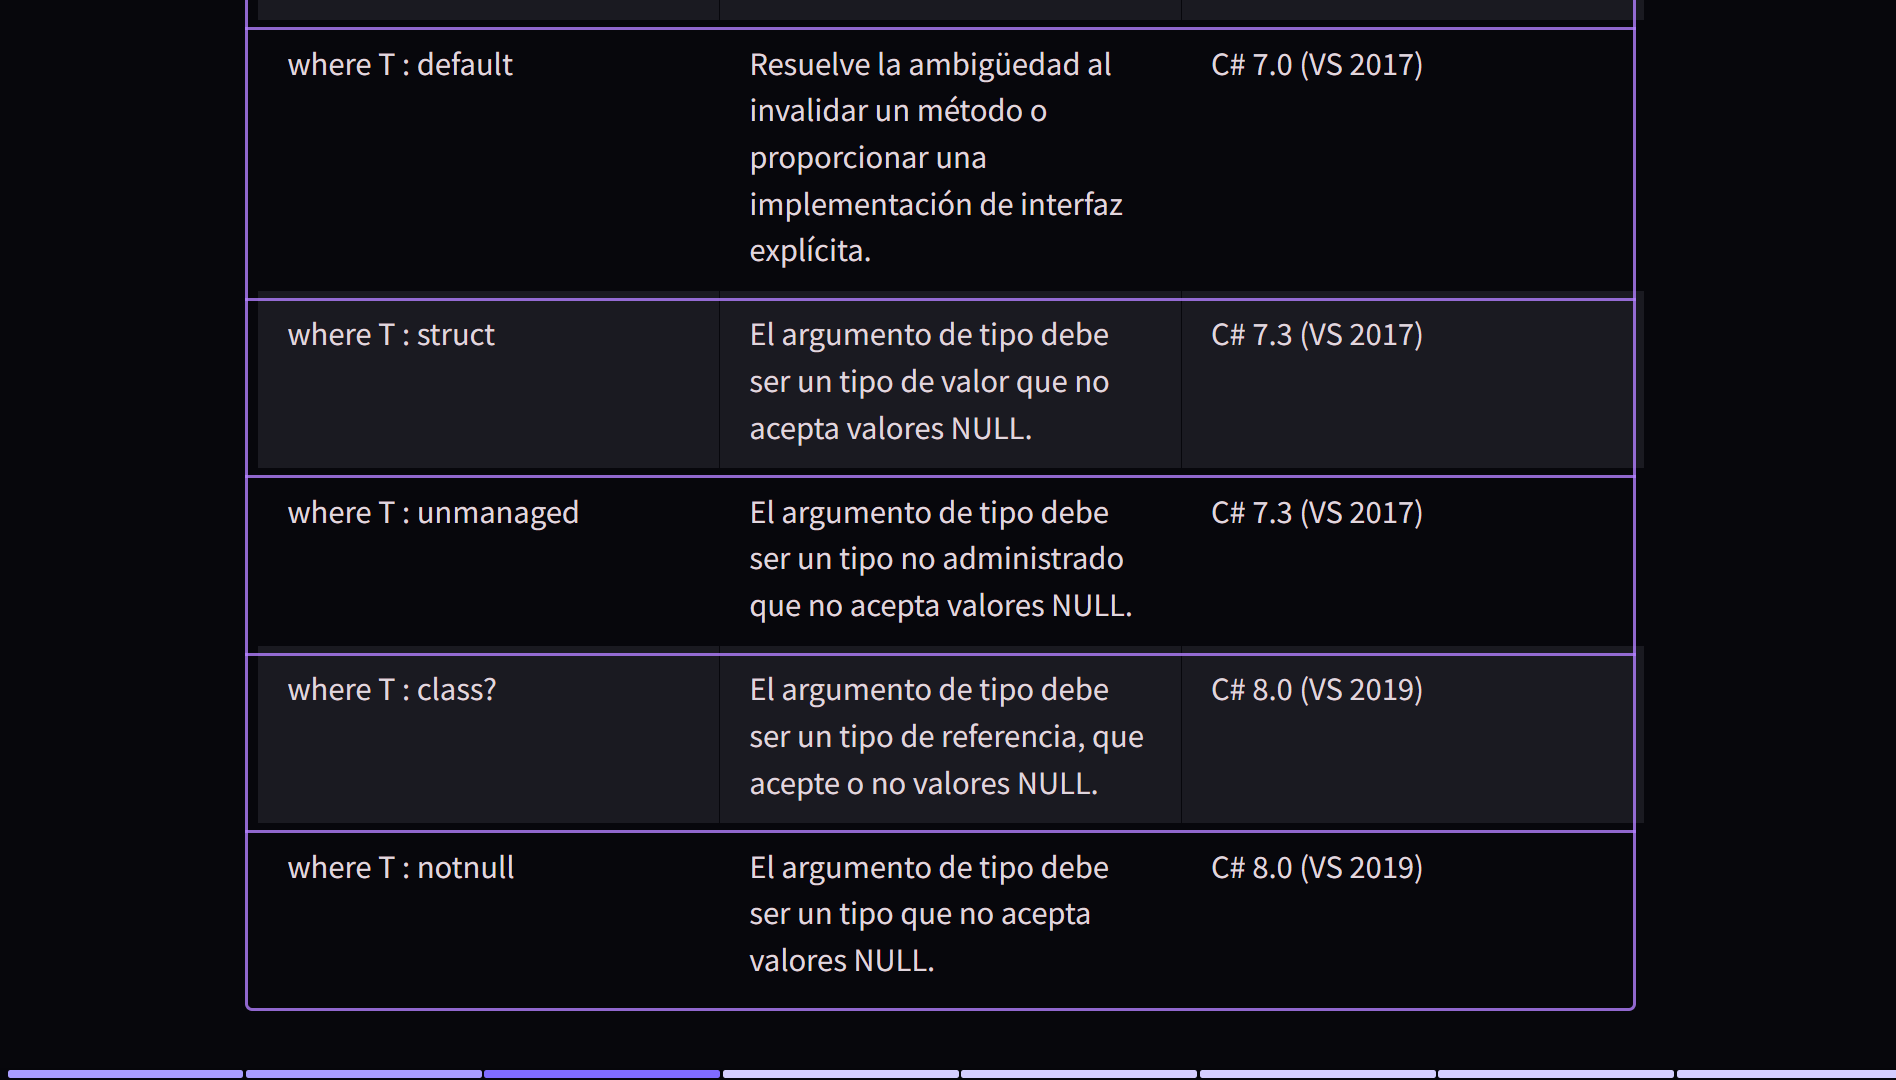 where T : default
Resuelve la ambigüedad al
invalidar un método o
proporcionar una
implementación de interfaz
explícita.
C# 7.0 (VS 2017)
where T : struct
El argumento de tipo debe
ser un tipo de valor que no
acepta valores NULL.
C# 7.3 (VS 2017)
where T : unmanaged
El argumento de tipo debe
ser un tipo no administrado
que no acepta valores NULL.
C# 7.3 (VS 2017)
where T : class?
El argumento de tipo debe
ser un tipo de referencia, que
acepte o no valores NULL.
C# 8.0 (VS 2019)
where T : notnull
El argumento de tipo debe
ser un tipo que no acepta
valores NULL.
C# 8.0 (VS 2019)